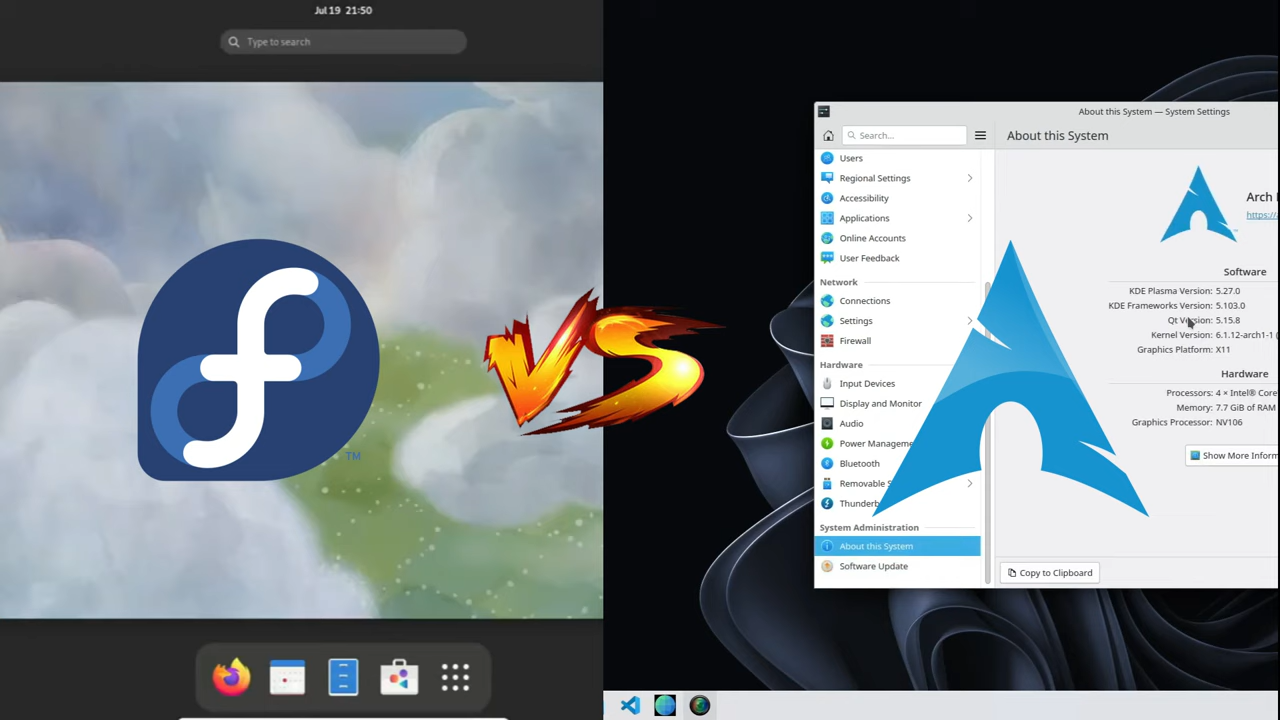 Jul 19 21:50
Type to search
TM
VS
About this System — System Settings
Search...
About this System
Users
Regional Settings
Accessibility
Applications
Online Accounts
User Feedback
Network
Connections
Settings
Firewall
Hardware
Input Devices
Display and Monitor
Audio
Power Manageme
Bluetooth
Removable S
Thunderb
System Administration
About this System
Software Update
Arch
https:/
Software
KDE Plasma Version: 5.27.0
KDE Frameworks Version: 5.103.0
Qt Version: 5.15.8
Kernel Version: 6.1.12-arch1-1
Graphics Platform: X11
Hardware
Processors: 4 × Intel® Core
Memory: 7.7 GiB of RAM
Graphics Processor: NV106
Show More Inform
Copy to Clipboard